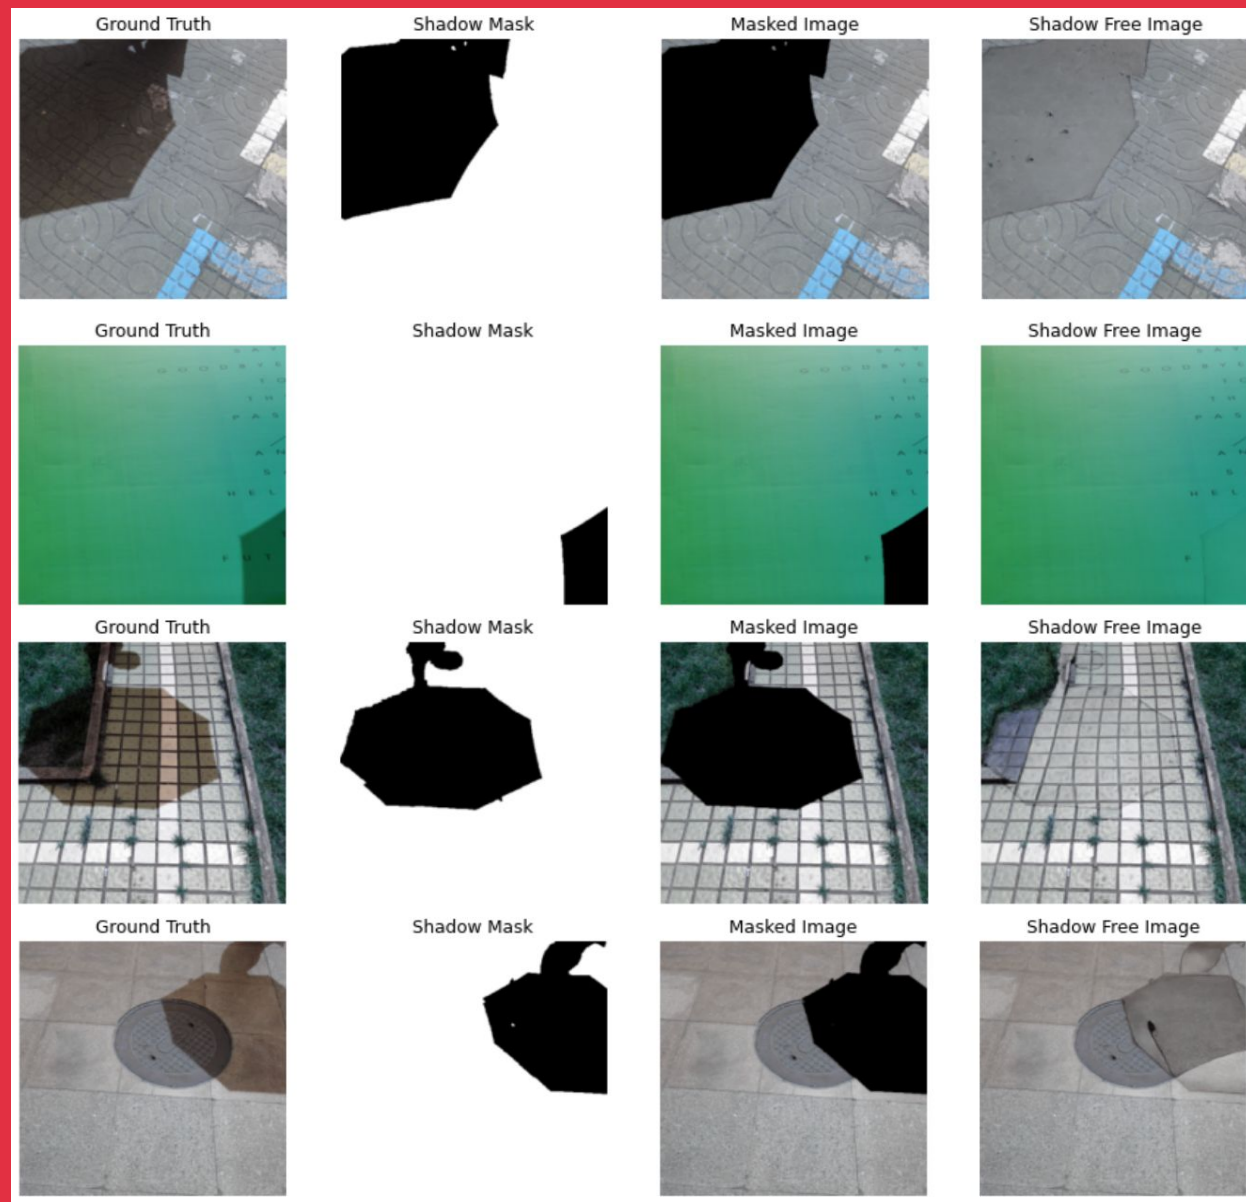 Ground Truth Shadow Mask Masked Image Shadow Free Image
Ground Truth Shadow Mask Masked Image Shadow Free Image
G O O D B Y E
T O
T H
P A S
A N
S
H E L
F U T
Ground Truth Shadow Mask Masked Image Shadow Free Image
Ground Truth Shadow Mask Masked Image Shadow Free Image